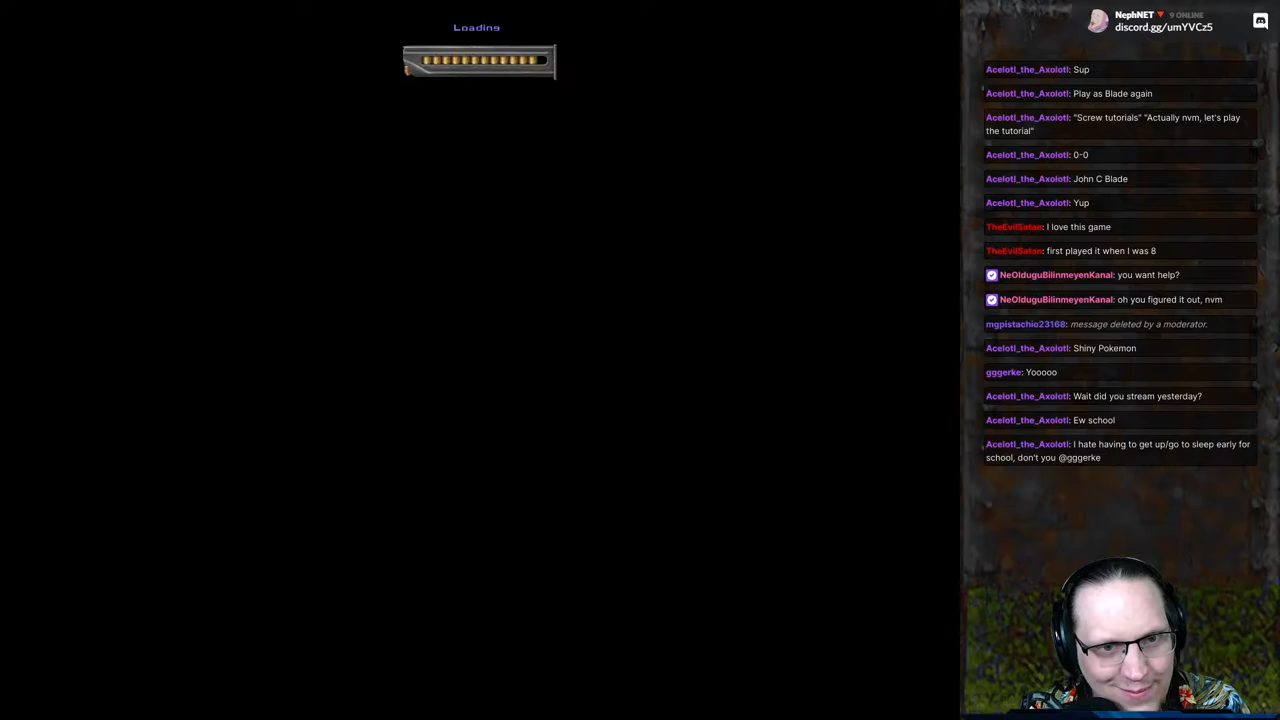 Loading
NephNET 9 ONLINE
discord.gg/umYVCz5
Acelotl_the_Axolotl: Sup
Acelotl_the_Axolotl: Play as Blade again
Acelotl_the_Axolotl: "Screw tutorials" "Actually nvm, let's play
the tutorial"
Acelotl_the_Axolotl: 0-0
Acelotl_the_Axolotl: John C Blade
Acelotl_the_Axolotl: Yup
TheEvilSatan: I love this game
TheEvilSatan: first played it when I was 8
NeOlduguBilinmeyenKanal: you want help?
NeOlduguBilinmeyenKanal: oh you figured it out, nvm
mgpistachio23168: message deleted by a moderator.
Acelotl_the_Axolotl: Shiny Pokemon
gggerke: Yooooo
Acelotl_the_Axolotl: Wait did you stream yesterday?
Acelotl_the_Axolotl: Ew school
Acelotl_the_Axolotl: I hate having to get up/go to sleep early for
school, don't you @gggerke